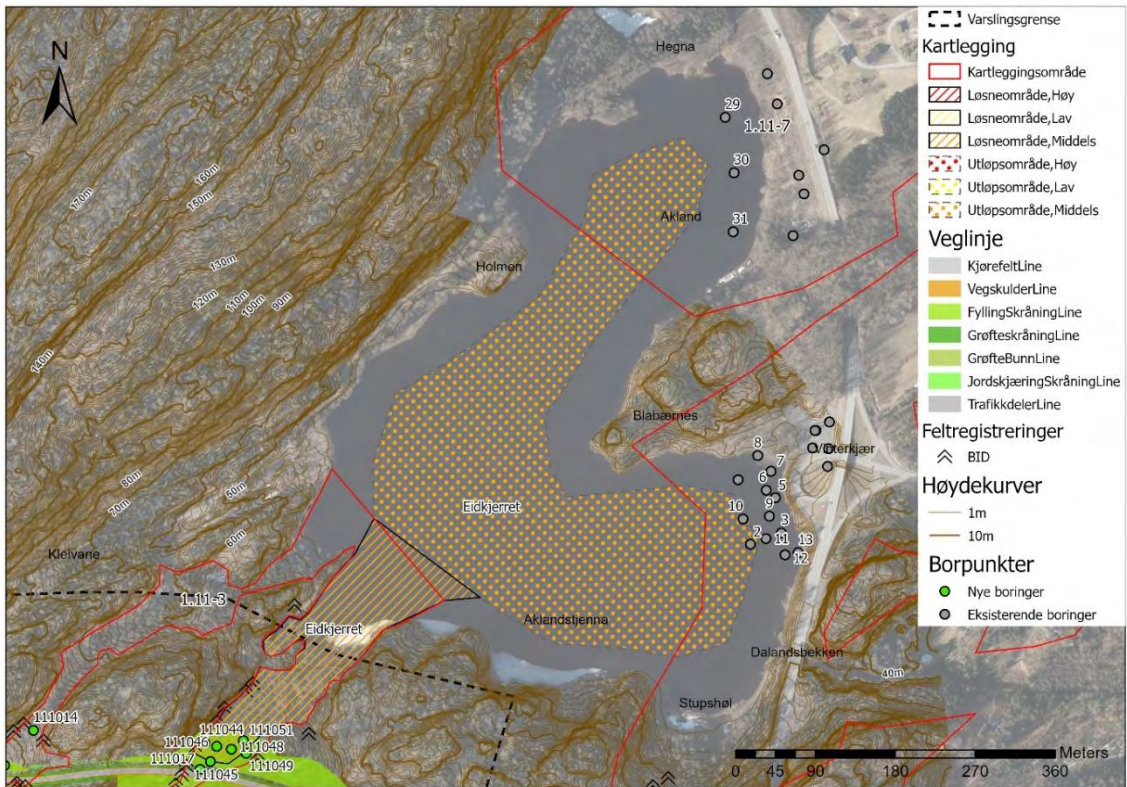 N
Hegna
29
1.11-7
30
Akland
31
Holmen
170m
160m
150m
130m
120m
110m
100m
90m
140m
Blabærnes
Vinterkjær
8
7
6
5
9
10
3
2
11
13
12
80m
70m
50m
60m
Eidkjerret
Kleivane
1.11-3
Eidkjerret
Aklandstjenna
Dalandsbekken
40m
Stupshøl
111014
111044
111051
111046
111048
111017
111049
111045
Meters
0 45 90 180 270 360
Varslingsgrense
Kartlegging
Kartleggingsområde
Løsneområde,Høy
Løsneområde,Lav
Løsneområde,Middels
Utløpsområde,Høy
Utløpsområde,Lav
Utløpsområde,Middels
Veglinje
KjørefeltLine
VegskulderLine
FyllingSkråningLine
GrøfteskråningLine
GrøfteBunnLine
JordskjæringSkråningLine
TrafikkdelerLine
Feltregistreringer
BID
Høydekurver
1m
10m
Borpunkter
Nye boringer
Eksisterende boringer